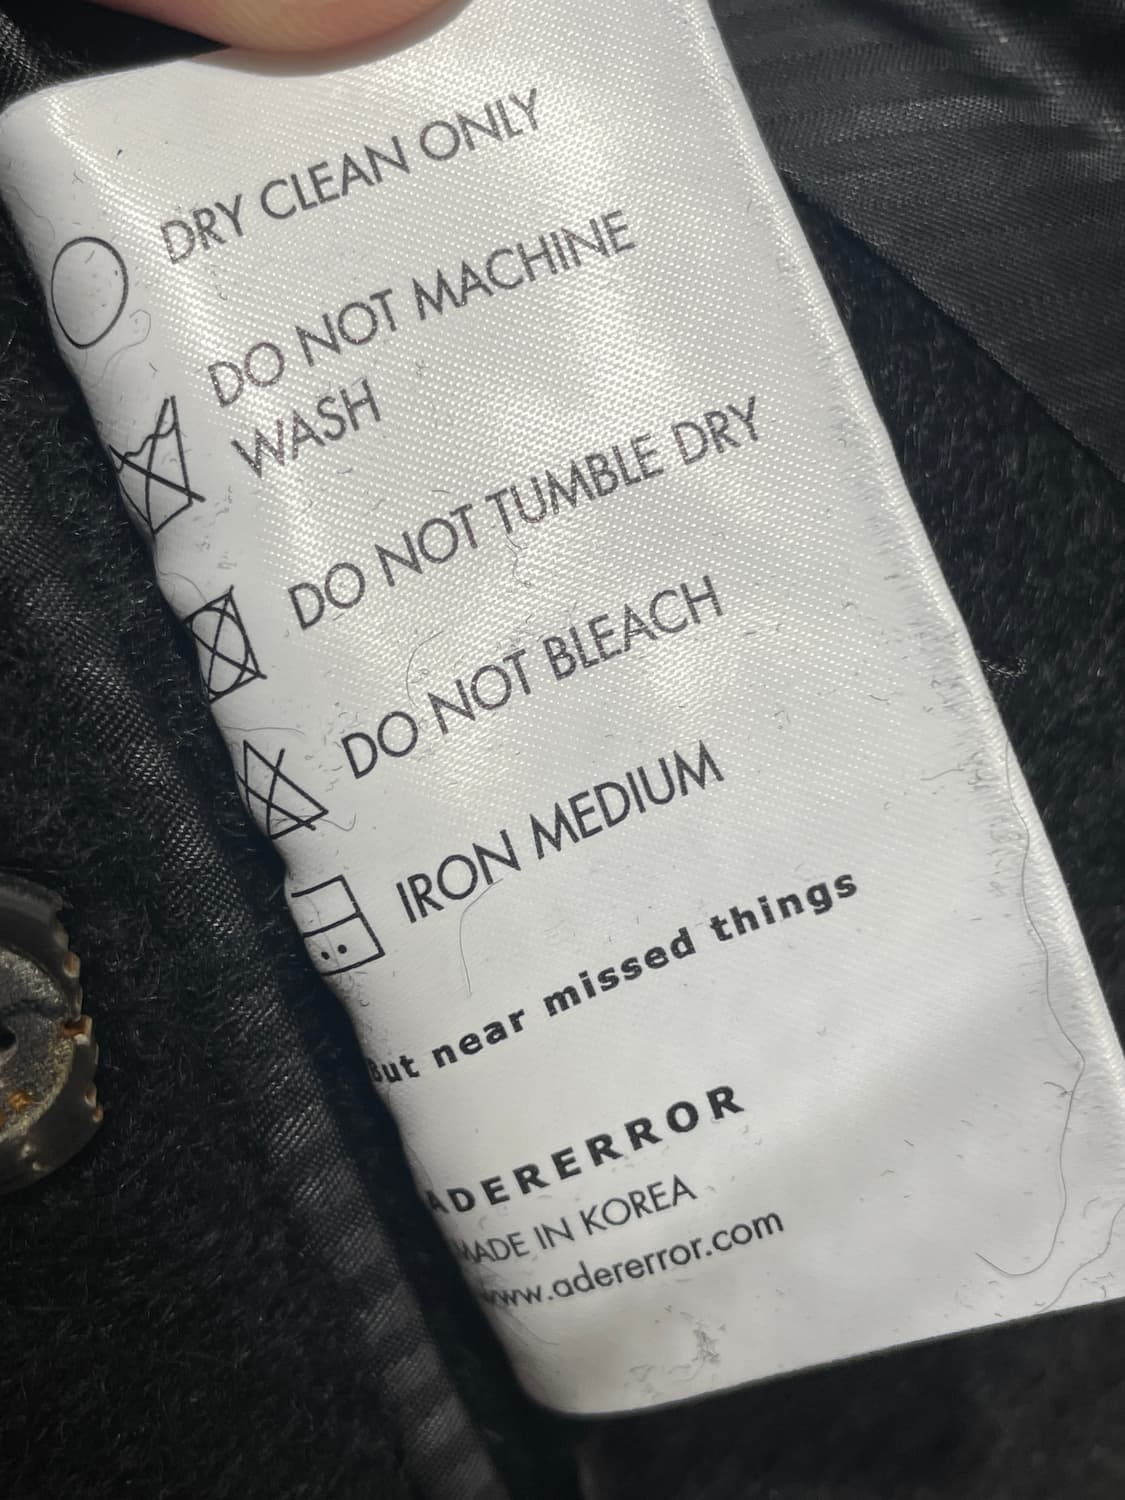 DRY CLEAN ONLY
DO NOT MACHINE
WASH
DO NOT TUMBLE DRY
DO NOT BLEACH
IRON MEDIUM
But near missed things
ADERERROR
MADE IN KOREA
www.adererror.com